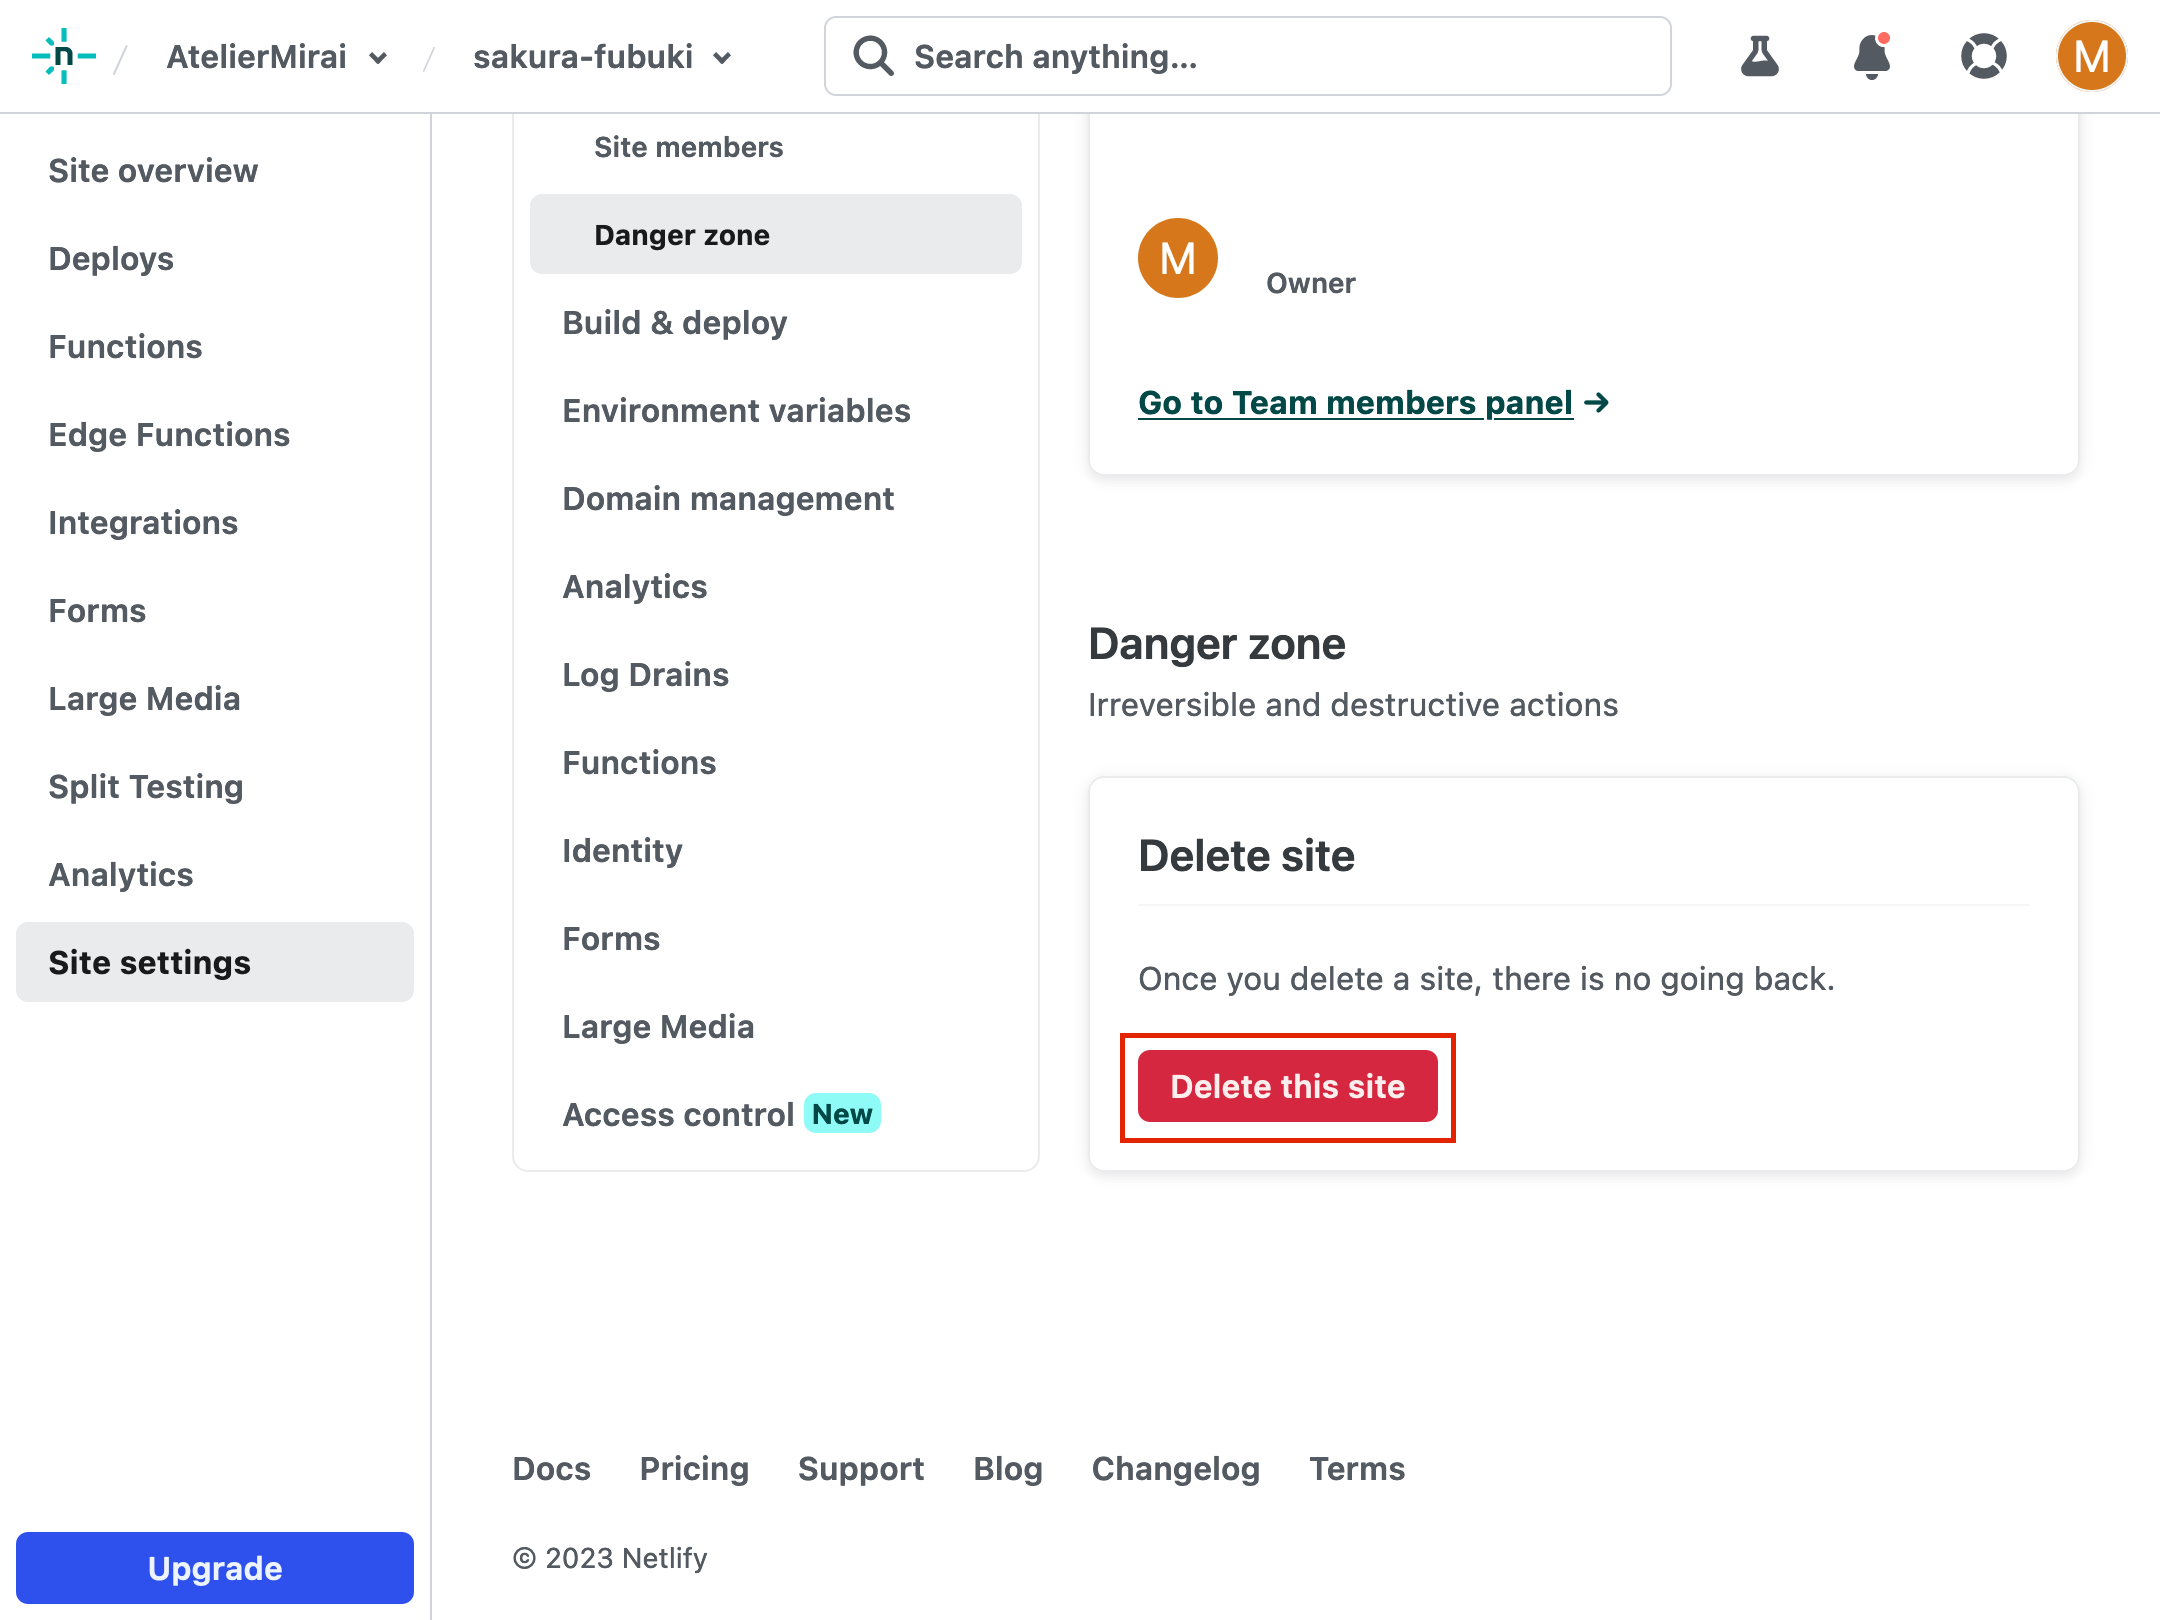 n
AtelierMirai
sakura-fubuki
Search anything...
M
Site overview
Deploys
Functions
Edge Functions
Integrations
Forms
Large Media
Split Testing
Analytics
Site settings
Upgrade
Site members
Danger zone
Build & deploy
Environment variables
Domain management
Analytics
Log Drains
Functions
Identity
Forms
Large Media
Access control New
M
Owner
Go to Team members panel →
Danger zone
Irreversible and destructive actions
Delete site
Once you delete a site, there is no going back.
Delete this site
Docs Pricing Support Blog Changelog Terms
© 2023 Netlify